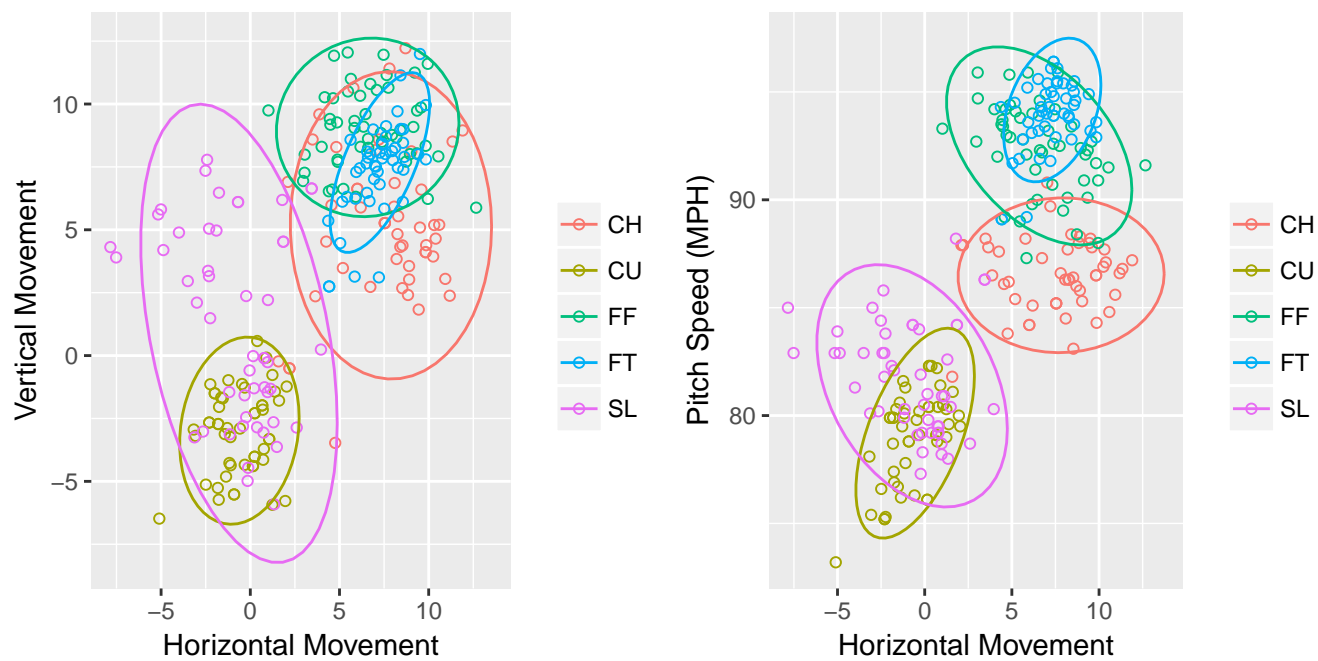 Vertical Movement
10
5
0
−5
−5
0
5
10
Horizontal Movement
CH
CU
FF
FT
SL
Pitch Speed (MPH)
90
80
−5
0
5
10
Horizontal Movement
CH
CU
FF
FT
SL